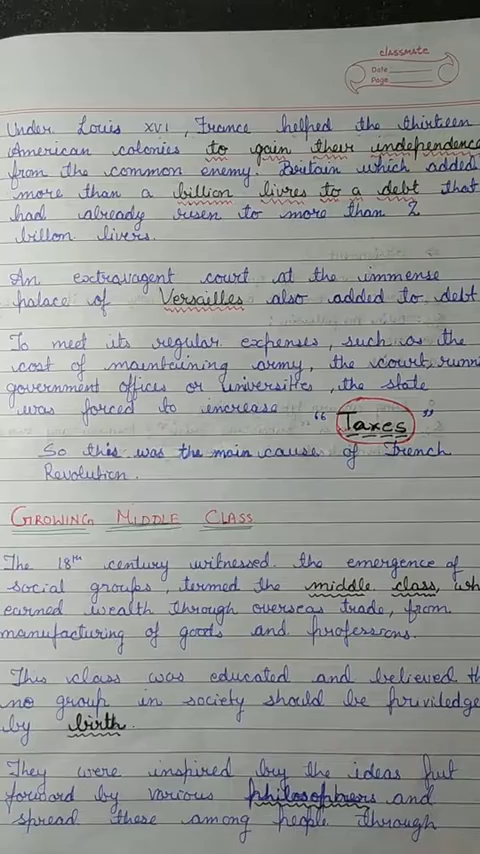 classmate
Date
Page
Under Louis XVI, France helped the thirteen
American colonies to gain their independence
from the common enemy. Britain which added
more than a billion livres to a debt that
had already risen to more than 2
billon livers.
An extravagent court at the immense
palace of Versailles also added to debt
To meet its regular expenses, such as the
cost of maintaining army, the court, runni
government offices or universities, the state
was forced to increase "Taxes"
So this was the main cause of French
Revolution.
GROWING MIDDLE CLASS
The 18th century witnessed the emergence of
social groups, termed the middle class, wh
earned wealth through overseas trade, from
manufacturing of goods and professions.
This class was educated and believed th
no group in society should be priviledge
by birth.
They were inspired by the ideas put
forward by various philosophers and
spread these among people through